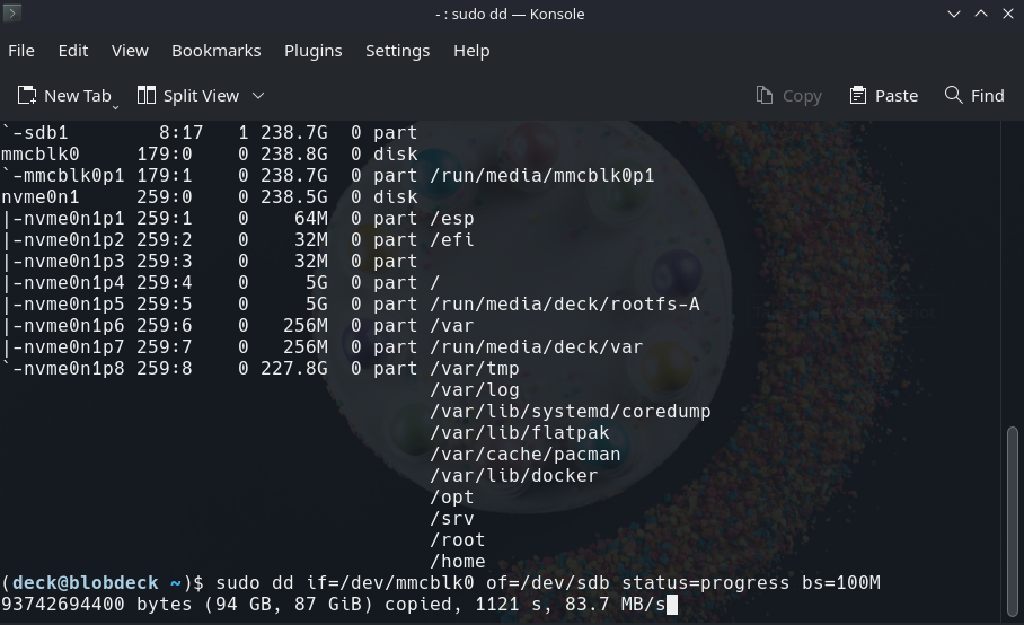 - : sudo dd — Konsole
File Edit View Bookmarks Plugins Settings Help
New Tab Split View Copy Paste Find
`-sdb1        8:17   1 238.7G  0 part
mmcblk0     179:0    0 238.8G  0 disk
`-mmcblk0p1 179:1    0 238.7G  0 part /run/media/mmcblk0p1
nvme0n1     259:0    0 238.5G  0 disk
|-nvme0n1p1 259:1    0    64M  0 part /esp
|-nvme0n1p2 259:2    0    32M  0 part /efi
|-nvme0n1p3 259:3    0    32M  0 part
|-nvme0n1p4 259:4    0     5G  0 part /
|-nvme0n1p5 259:5    0     5G  0 part /run/media/deck/rootfs-A
|-nvme0n1p6 259:6    0   256M  0 part /var
|-nvme0n1p7 259:7    0   256M  0 part /run/media/deck/var
`-nvme0n1p8 259:8    0 227.8G  0 part /var/tmp
/var/log
/var/lib/systemd/coredump
/var/lib/flatpak
/var/cache/pacman
/var/lib/docker
/opt
/srv
/root
/home
(deck@blobdeck ~)$ sudo dd if=/dev/mmcblk0 of=/dev/sdb status=progress bs=100M
93742694400 bytes (94 GB, 87 GiB) copied, 1121 s, 83.7 MB/s